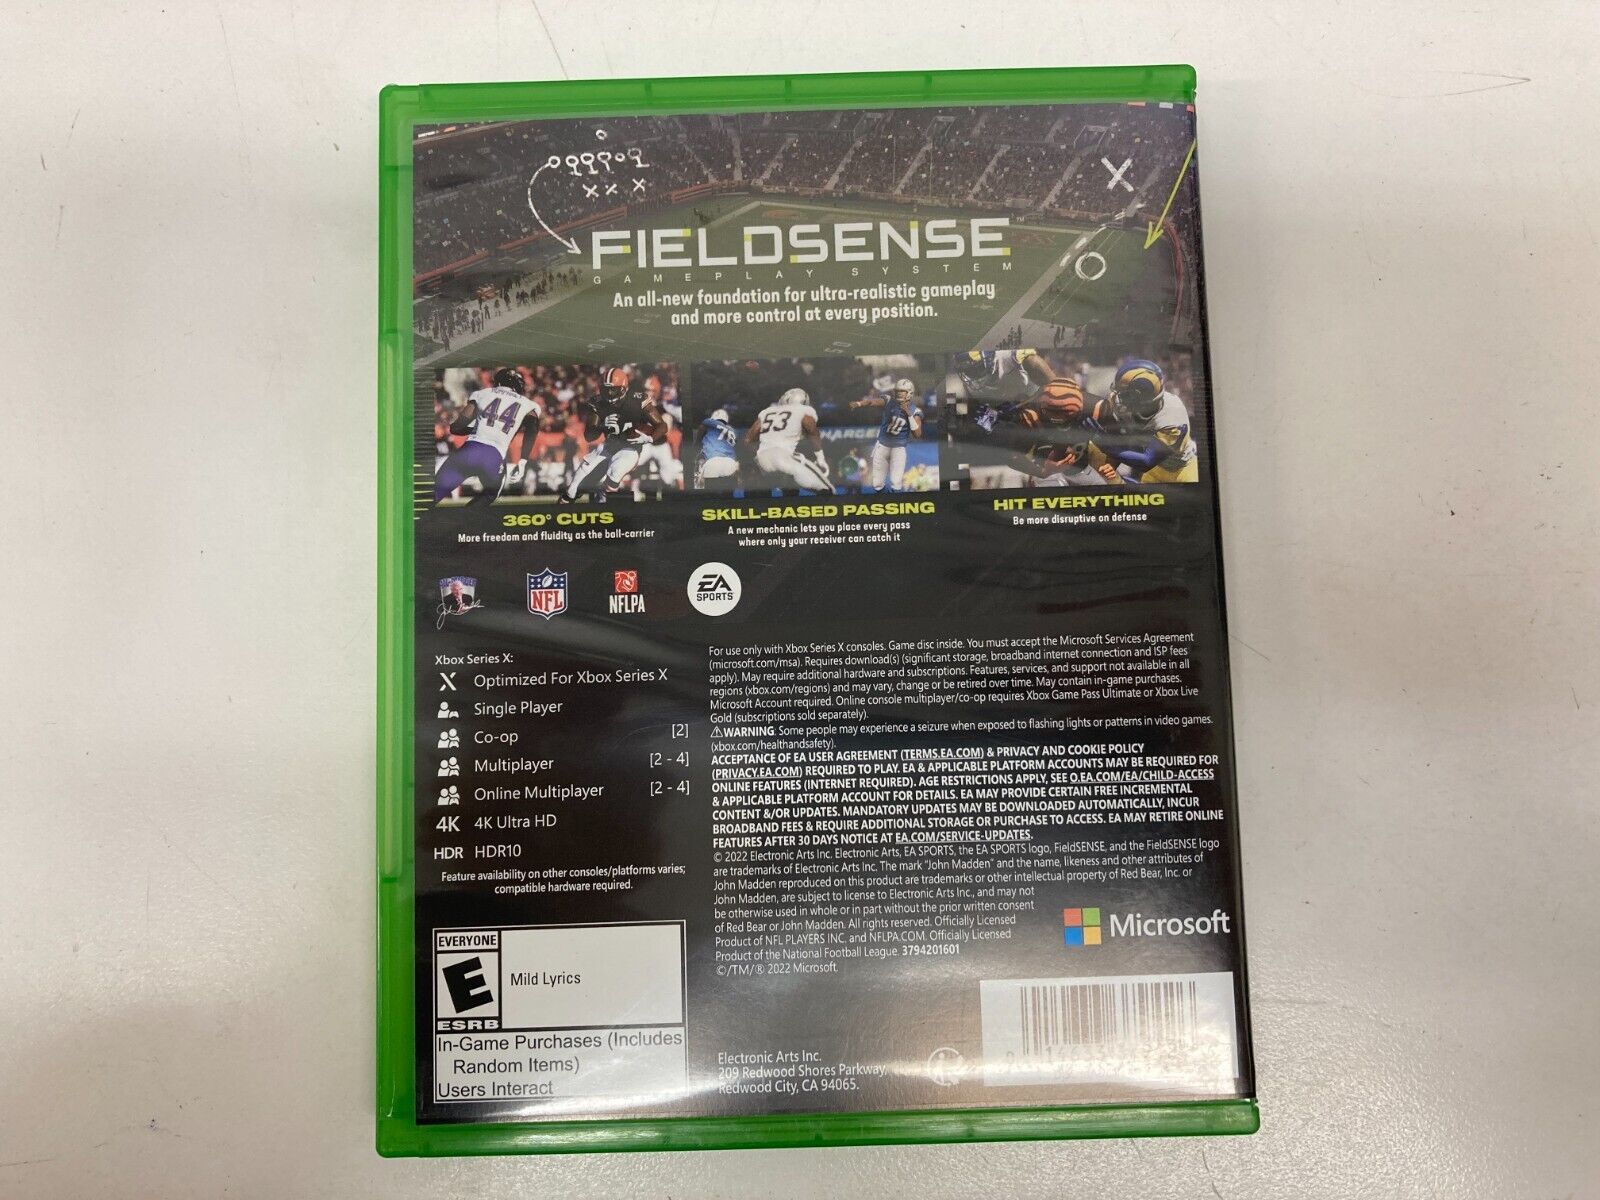 FIELDSENSE™
GAMEPLAY SYSTEM
An all-new foundation for ultra-realistic gameplay
and more control at every position.
44
76
53
CHARGE
10
360° CUTS
More freedom and fluidity as the ball-carrier
SKILL-BASED PASSING
A new mechanic lets you place every pass
where only your receiver can catch it
HIT EVERYTHING
Be more disruptive on defense
NFL
NFLPA
EA
SPORTS
Xbox Series X:
Optimized For Xbox Series X
Single Player
Co-op [2]
Multiplayer [2 - 4]
Online Multiplayer [2 - 4]
4K 4K Ultra HD
HDR HDR10
Feature availability on other consoles/platforms varies;
compatible hardware required.
EVERYONE
E
ESRB
Mild Lyrics
In-Game Purchases (Includes
Random Items)
Users Interact
For use only with Xbox Series X consoles. Game disc inside. You must accept the Microsoft Services Agreement
(microsoft.com/msa). Requires download(s) (significant storage, broadband internet connection and ISP fees
apply). May require additional hardware and subscriptions. Features, services, and support not available in all
regions (xbox.com/regions) and may vary, change or be retired over time. May contain in-game purchases.
Microsoft Account required. Online console multiplayer/co-op requires Xbox Game Pass Ultimate or Xbox Live
Gold (subscriptions sold separately).
⚠WARNING: Some people may experience a seizure when exposed to flashing lights or patterns in video games.
(xbox.com/healthandsafety).
ACCEPTANCE OF EA USER AGREEMENT (TERMS.EA.COM) & PRIVACY AND COOKIE POLICY
(PRIVACY.EA.COM) REQUIRED TO PLAY. EA & APPLICABLE PLATFORM ACCOUNTS MAY BE REQUIRED FOR
ONLINE FEATURES (INTERNET REQUIRED). AGE RESTRICTIONS APPLY, SEE O.EA.COM/EA/CHILD-ACCESS
& APPLICABLE PLATFORM ACCOUNT FOR DETAILS. EA MAY PROVIDE CERTAIN FREE INCREMENTAL
CONTENT &/OR UPDATES. MANDATORY UPDATES MAY BE DOWNLOADED AUTOMATICALLY, INCUR
BROADBAND FEES & REQUIRE ADDITIONAL STORAGE OR PURCHASE TO ACCESS. EA MAY RETIRE ONLINE
FEATURES AFTER 30 DAYS NOTICE AT EA.COM/SERVICE-UPDATES.
© 2022 Electronic Arts Inc. Electronic Arts, EA SPORTS, the EA SPORTS logo, FieldSENSE, and the FieldSENSE logo
are trademarks of Electronic Arts Inc. The mark "John Madden" and the name, likeness and other attributes of
John Madden reproduced on this product are trademarks or other intellectual property of Red Bear, Inc. or
John Madden, are subject to license to Electronic Arts Inc., and may not
be otherwise used in whole or in part without the prior written consent
of Red Bear or John Madden. All rights reserved. Officially Licensed
Product of NFL PLAYERS INC. and NFLPA.COM. Officially Licensed
Product of the National Football League. 3794201601
©/TM/® 2022 Microsoft.
Microsoft
Electronic Arts Inc.
209 Redwood Shores Parkway,
Redwood City, CA 94065.